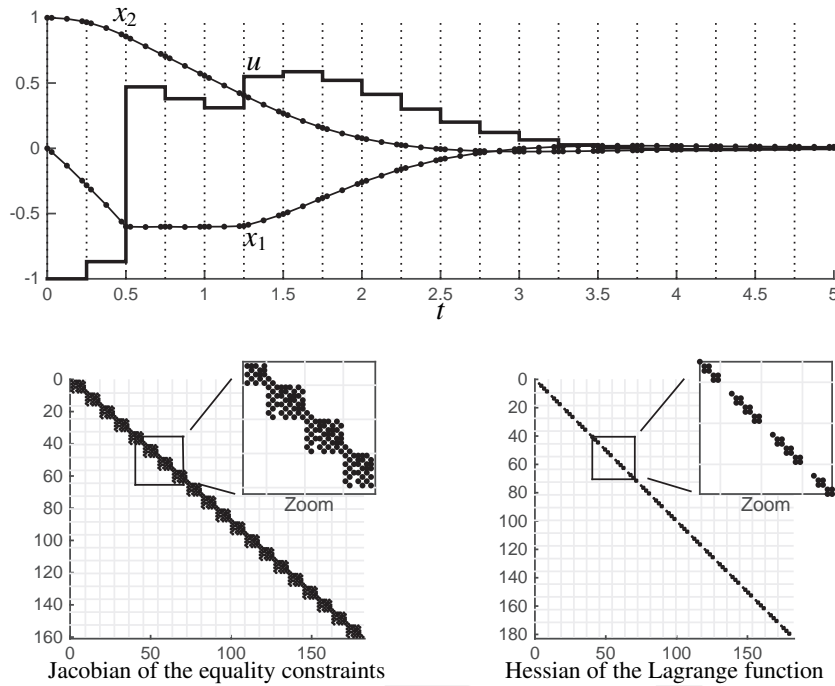 x2
1
u
0.5
0
-0.5
x1
-1
0 0.5 1 1.5 2 2.5 3 3.5 4 4.5 5
t
0
20
40
60
80
100
120
140
160
0 50 100 150
Zoom
Jacobian of the equality constraints
0
20
40
60
80
100
120
140
160
180
0 50 100 150
Zoom
Hessian of the Lagrange function